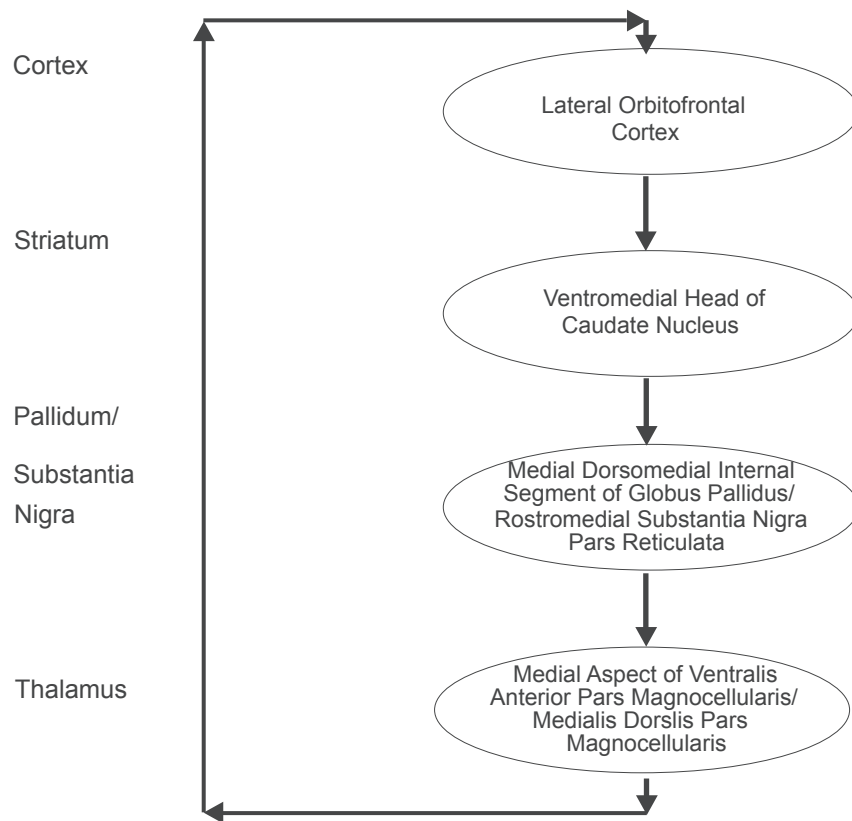 Cortex
Lateral Orbitofrontal
Cortex
Striatum
Ventromedial Head of
Caudate Nucleus
Pallidum/
Substantia
Nigra
Medial Dorsomedial Internal
Segment of Globus Pallidus/
Rostromedial Substantia Nigra
Pars Reticulata
Thalamus
Medial Aspect of Ventralis
Anterior Pars Magnocellularis/
Medialis Dorslis Pars
Magnocellularis